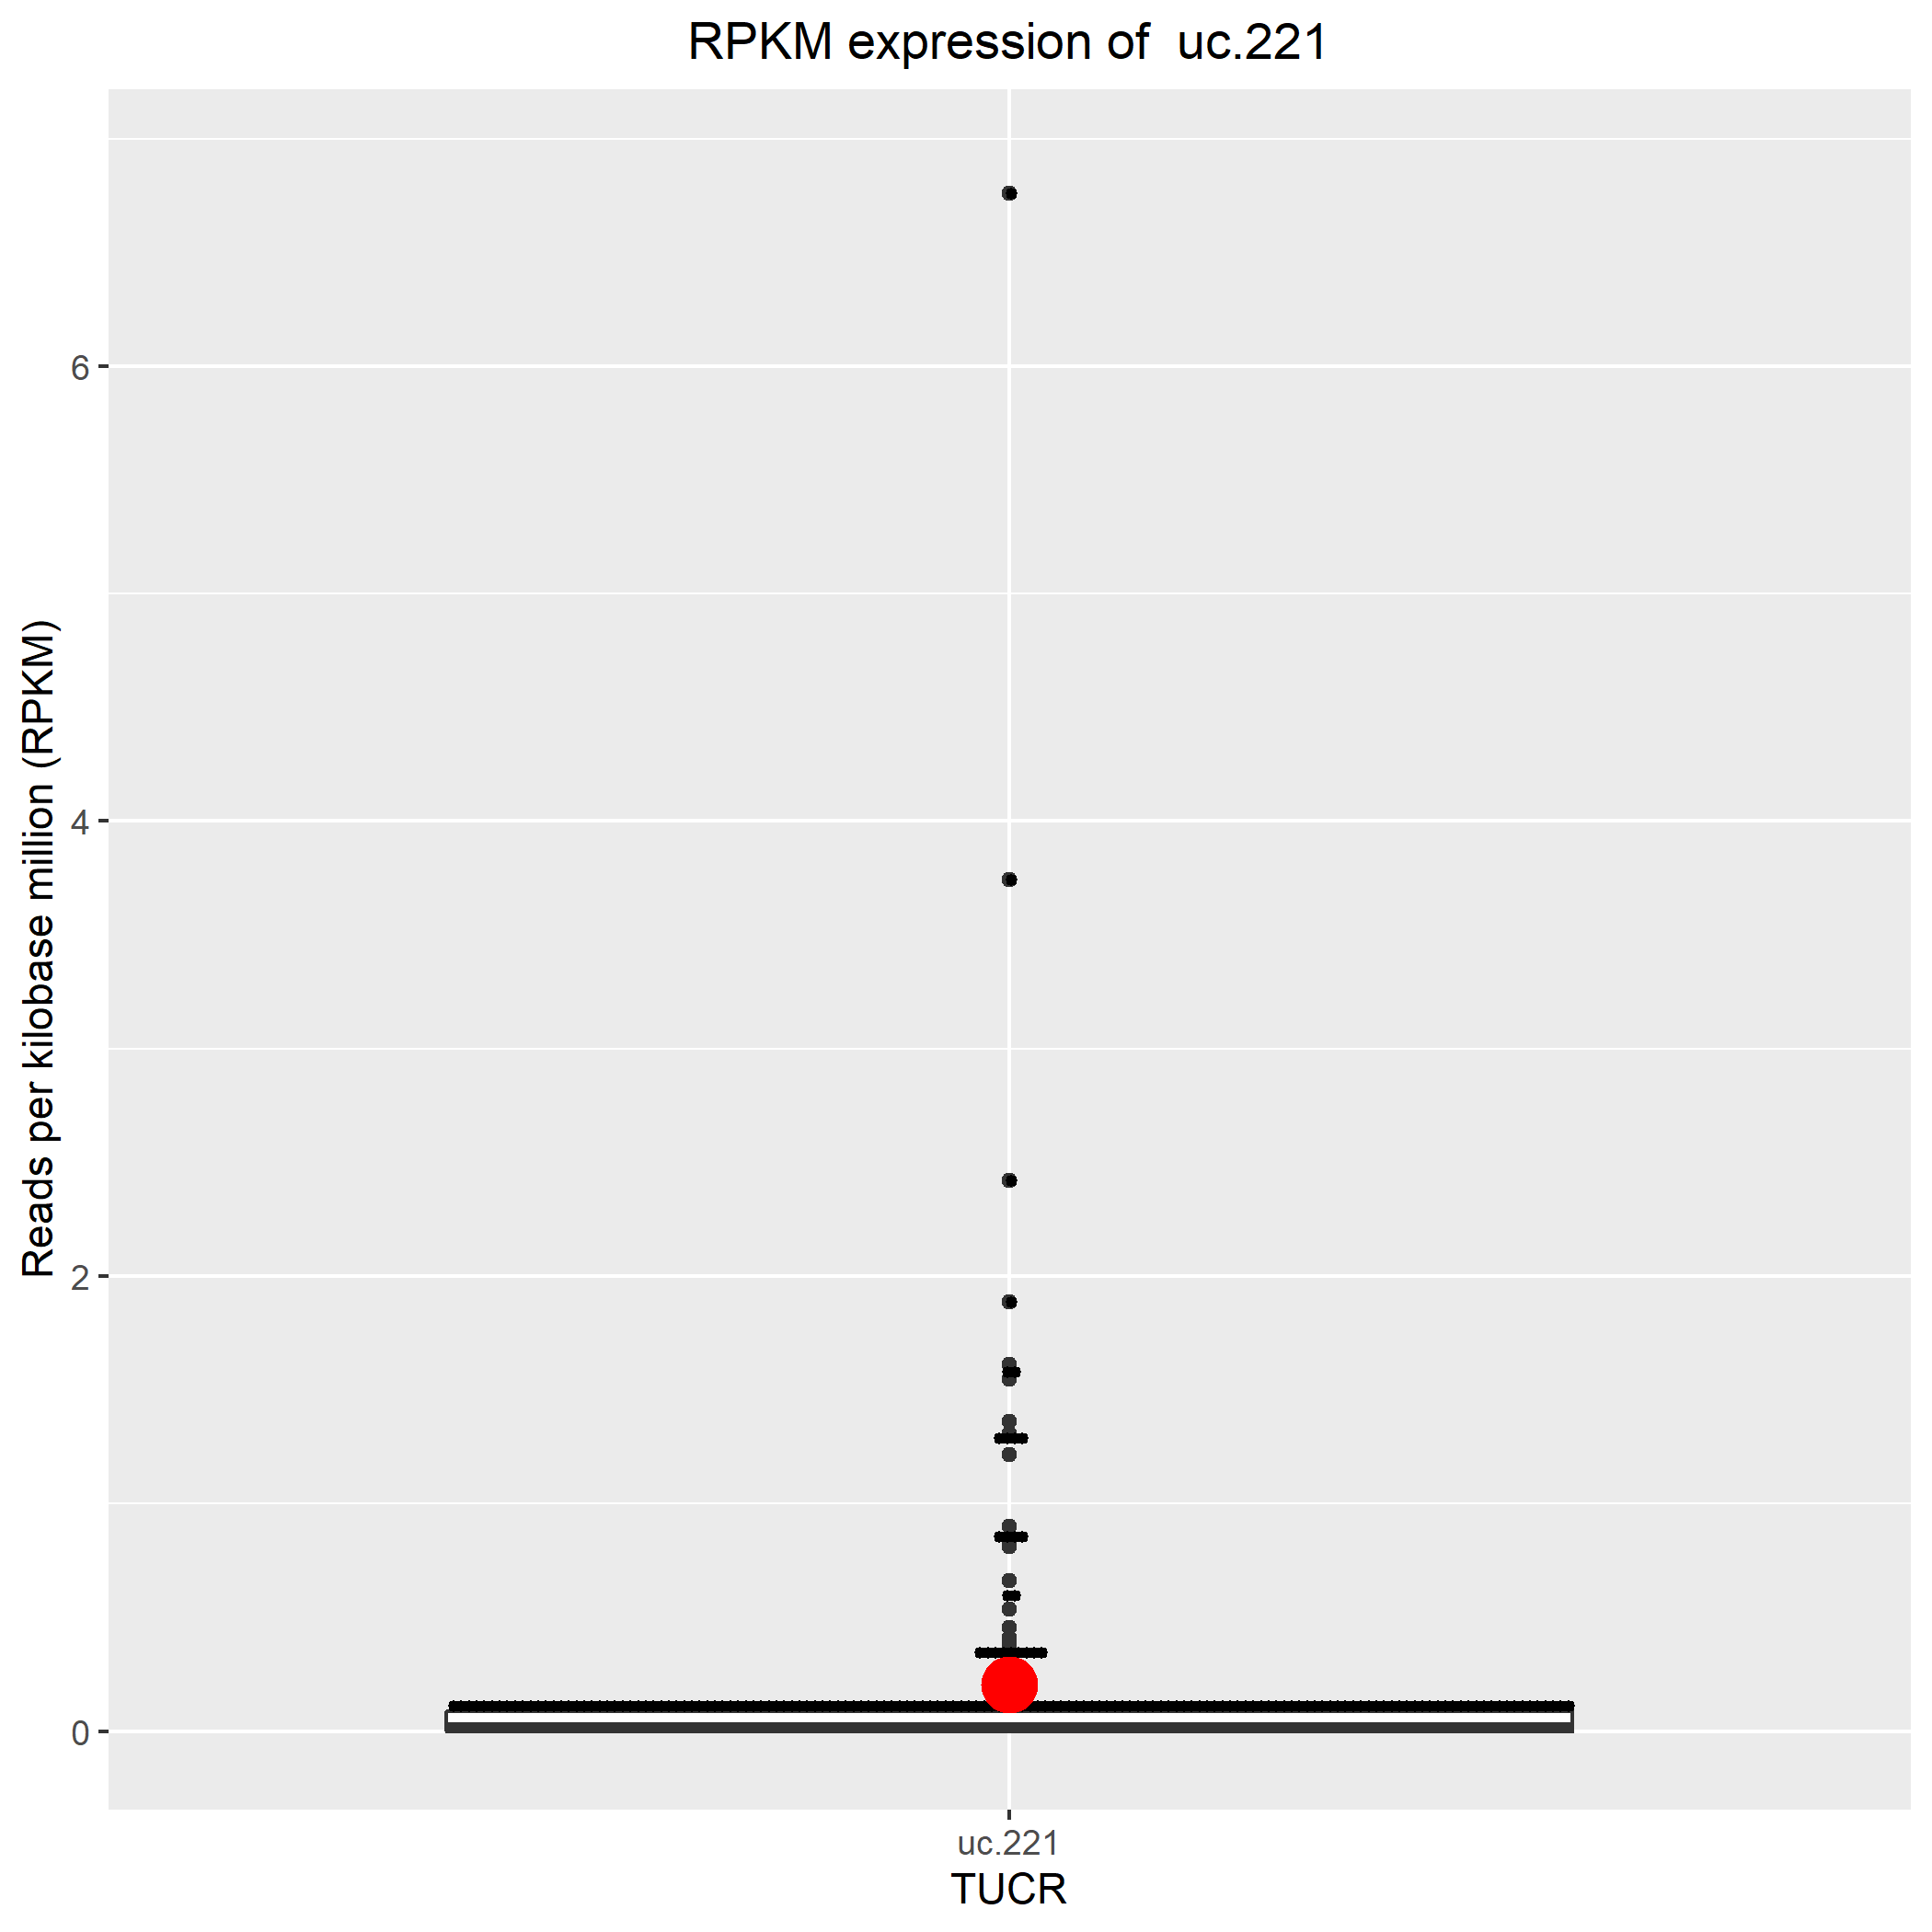 RPKM expression of  uc.221
Reads per kilobase million (RPKM)
6
4
2
0
uc.221
TUCR